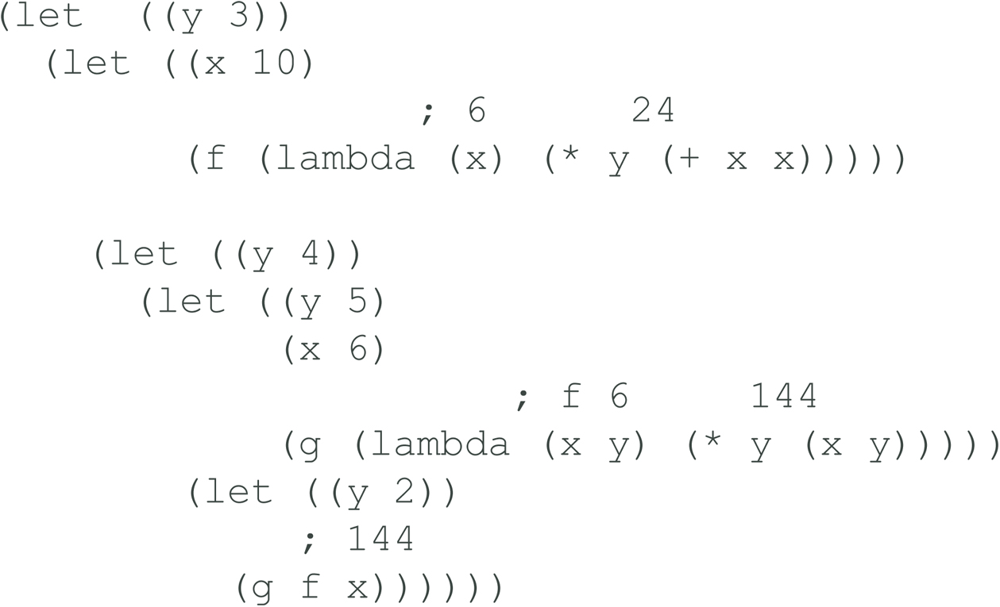 (let  ((y 3))
  (let ((x 10)
                  ; 6      24
        (f (lambda (x) (* y (+ x x)))))

    (let ((y 4))
      (let ((y 5)
            (x 6)
                      ; f 6     144
            (g (lambda (x y) (* y (x y)))))
        (let ((y 2))
             ; 144
          (g f x))))))